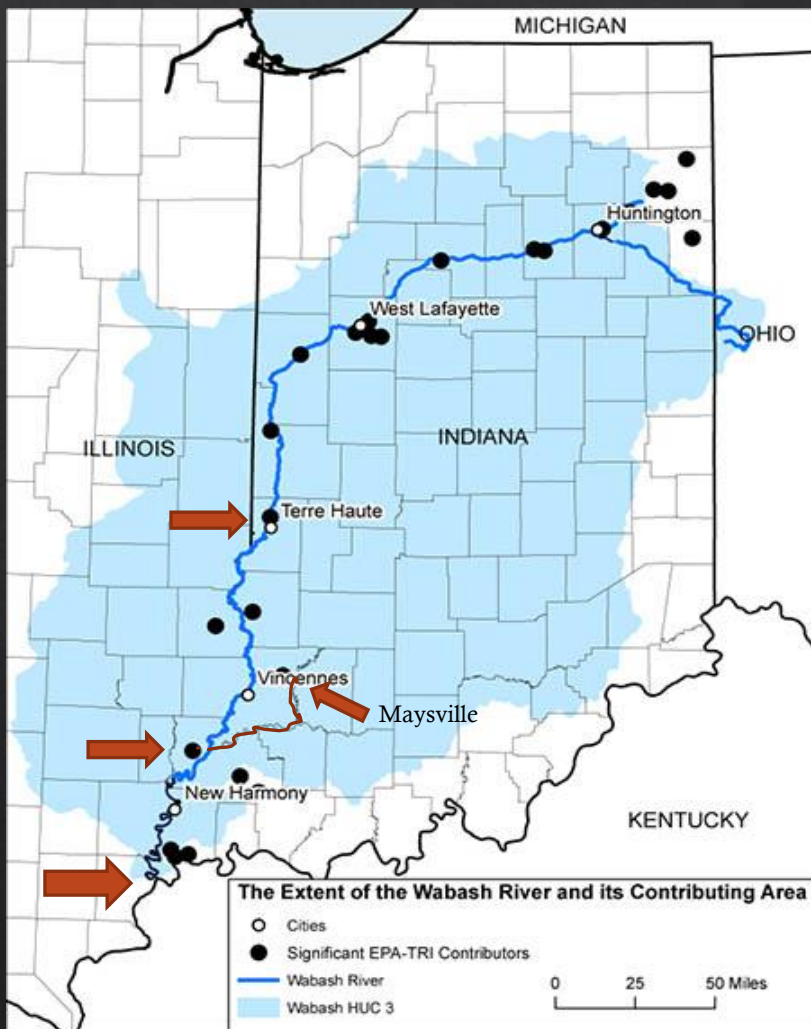 MICHIGAN
Huntington
West Lafayette
OHIO
ILLINOIS
INDIANA
Terre Haute
Vincennes
Maysville
New Harmony
KENTUCKY
The Extent of the Wabash River and its Contributing Area
Cities
Significant EPA-TRI Contributors
Wabash River
Wabash HUC 3
0 25 50 Miles